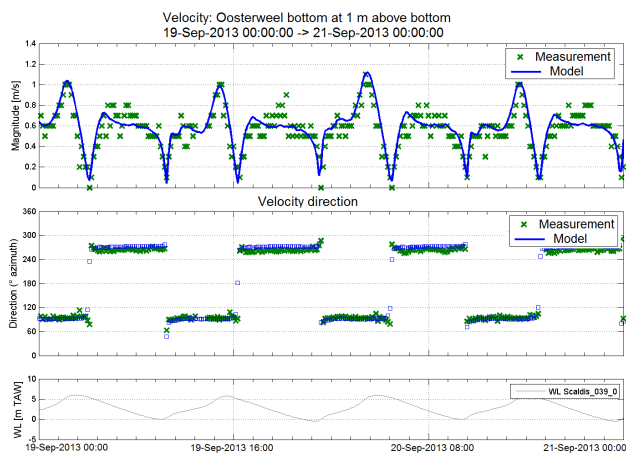 Velocity: Oosterweel bottom at 1 m above bottom
19-Sep-2013 00:00:00 -> 21-Sep-2013 00:00:00
1.4
1.2
1
0.8
0.6
0.4
0.2
0
Magnitude [m/s]
Measurement
Model
Velocity direction
360
300
240
180
120
60
0
Direction (° azimuth)
Measurement
Model
10
5
0
-5
WL [m TAW]
WL Scaldis_039_0
19-Sep-2013 00:00
19-Sep-2013 16:00
20-Sep-2013 08:00
21-Sep-2013 00:00